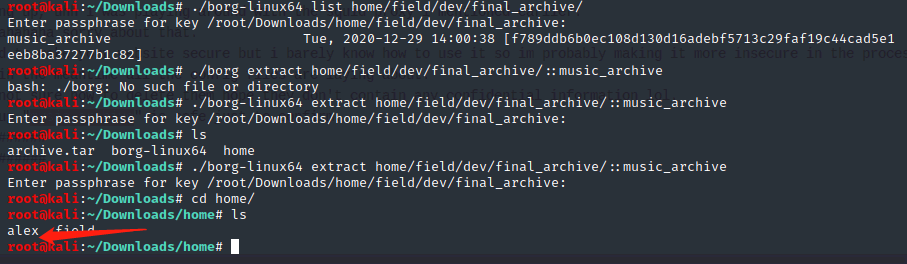 root@kali:~/Downloads# ./borg-linux64 list home/field/dev/final_archive/
Enter passphrase for key /root/Downloads/home/field/dev/final_archive:
music_archive Tue, 2020-12-29 14:00:38 [f789ddb6b0ec108d130d16adebf5713c29faf19c44cad5e1
eeb8ba37277b1c82]
root@kali:~/Downloads# ./borg extract home/field/dev/final_archive/::music_archive
bash: ./borg: No such file or directory
root@kali:~/Downloads# ./borg-linux64 extract home/field/dev/final_archive/::music_archive
Enter passphrase for key /root/Downloads/home/field/dev/final_archive:
root@kali:~/Downloads# ls
archive.tar borg-linux64 home
root@kali:~/Downloads# ./borg-linux64 extract home/field/dev/final_archive/::music_archive
Enter passphrase for key /root/Downloads/home/field/dev/final_archive:
root@kali:~/Downloads# cd home/
root@kali:~/Downloads/home# ls
alex field
root@kali:~/Downloads/home#